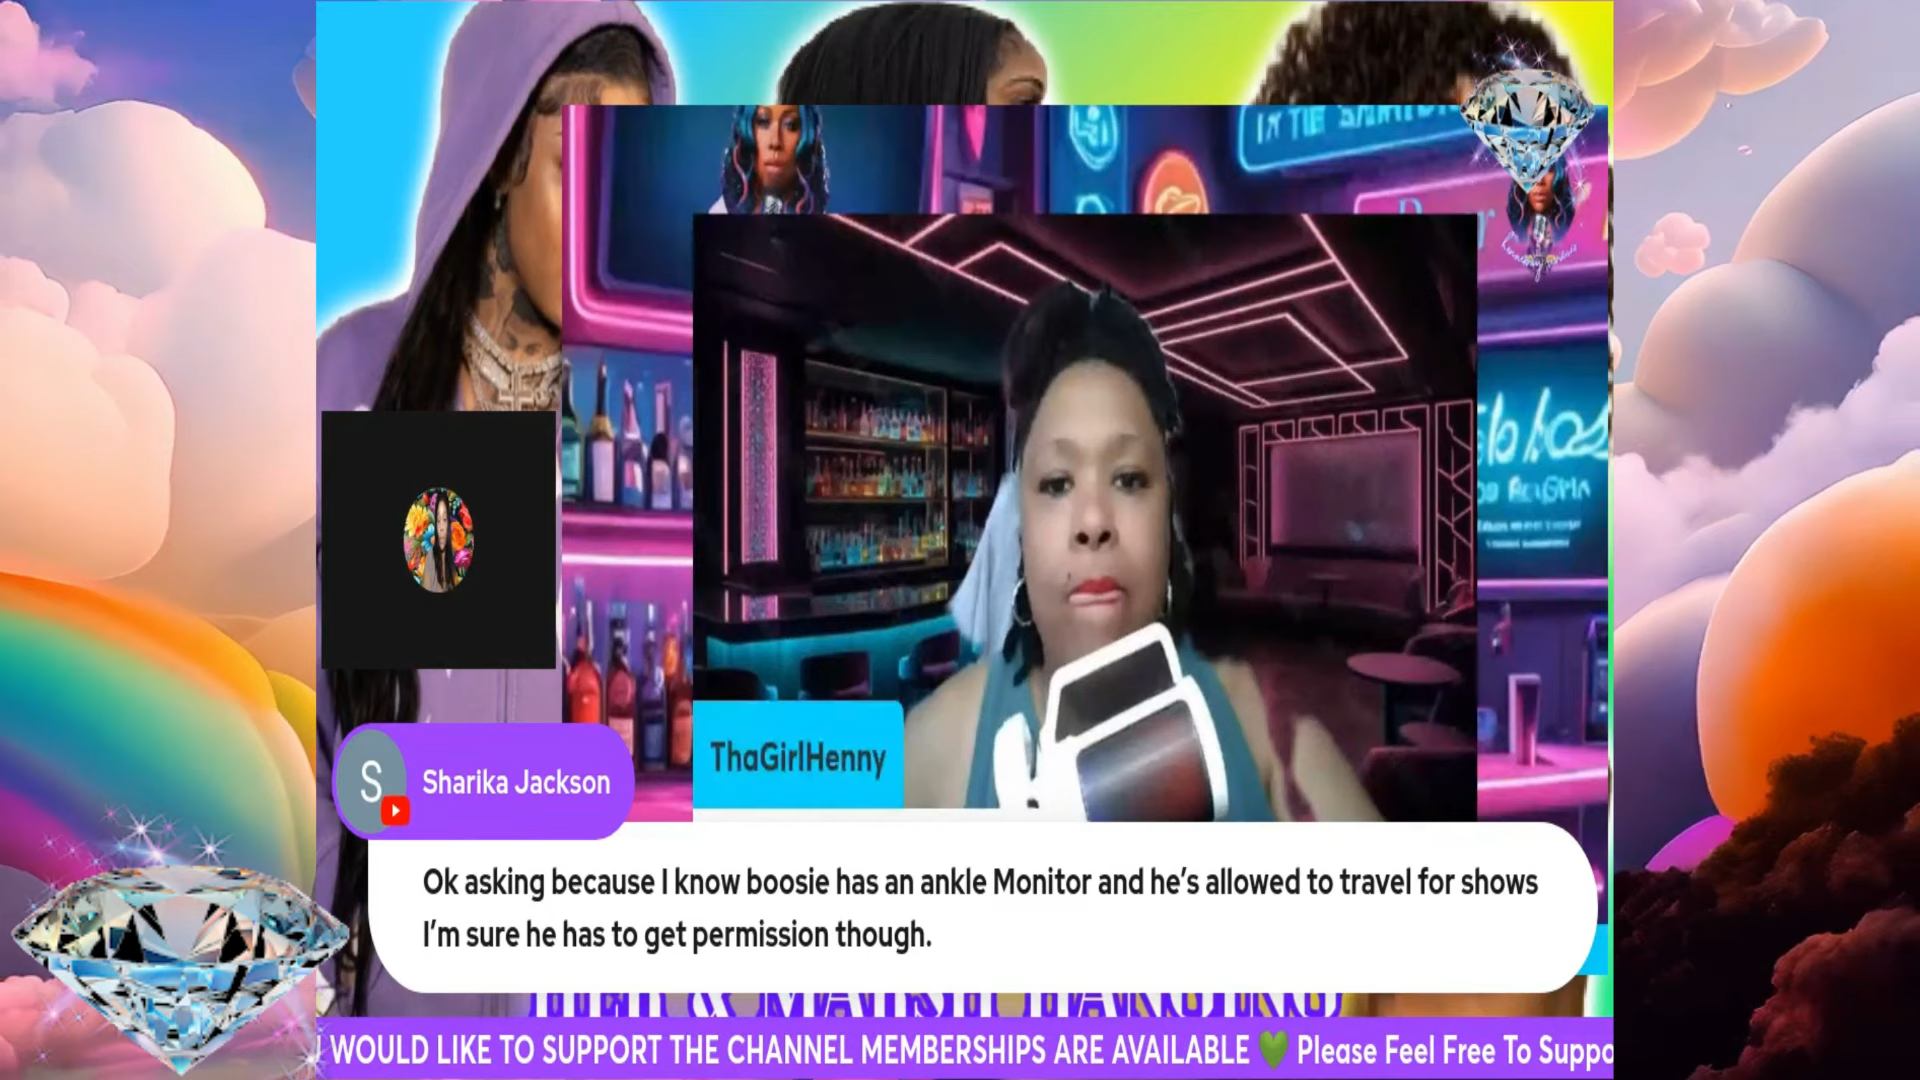 IN THE
ThaGirlHenny
S
Sharika Jackson
Ok asking because I know boosie has an ankle Monitor and he's allowed to travel for shows
I'm sure he has to get permission though.
WOULD LIKE TO SUPPORT THE CHANNEL MEMBERSHIPS ARE AVAILABLE 💚 Please Feel Free To Suppo